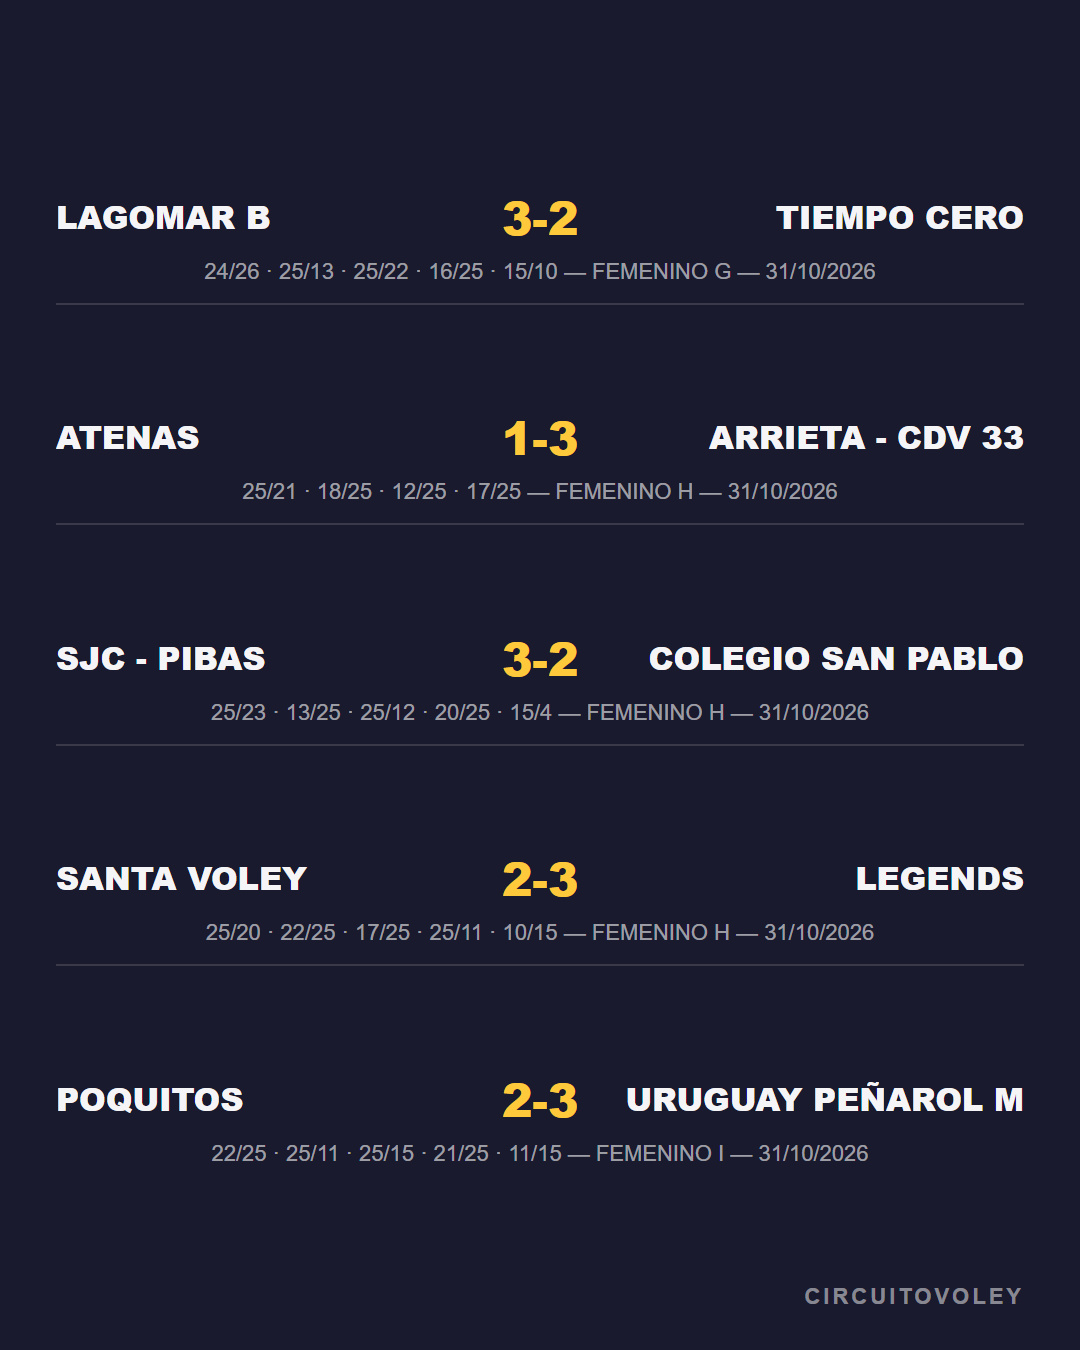 LAGOMAR B 3-2 TIEMPO CERO
24/26 · 25/13 · 25/22 · 16/25 · 15/10 — FEMENINO G — 31/10/2026
ATENAS 1-3 ARRIETA - CDV 33
25/21 · 18/25 · 12/25 · 17/25 — FEMENINO H — 31/10/2026
SJC - PIBAS 3-2 COLEGIO SAN PABLO
25/23 · 13/25 · 25/12 · 20/25 · 15/4 — FEMENINO H — 31/10/2026
SANTA VOLEY 2-3 LEGENDS
25/20 · 22/25 · 17/25 · 25/11 · 10/15 — FEMENINO H — 31/10/2026
POQUITOS 2-3 URUGUAY PEÑAROL M
22/25 · 25/11 · 25/15 · 21/25 · 11/15 — FEMENINO I — 31/10/2026
CIRCUITOVOLEY